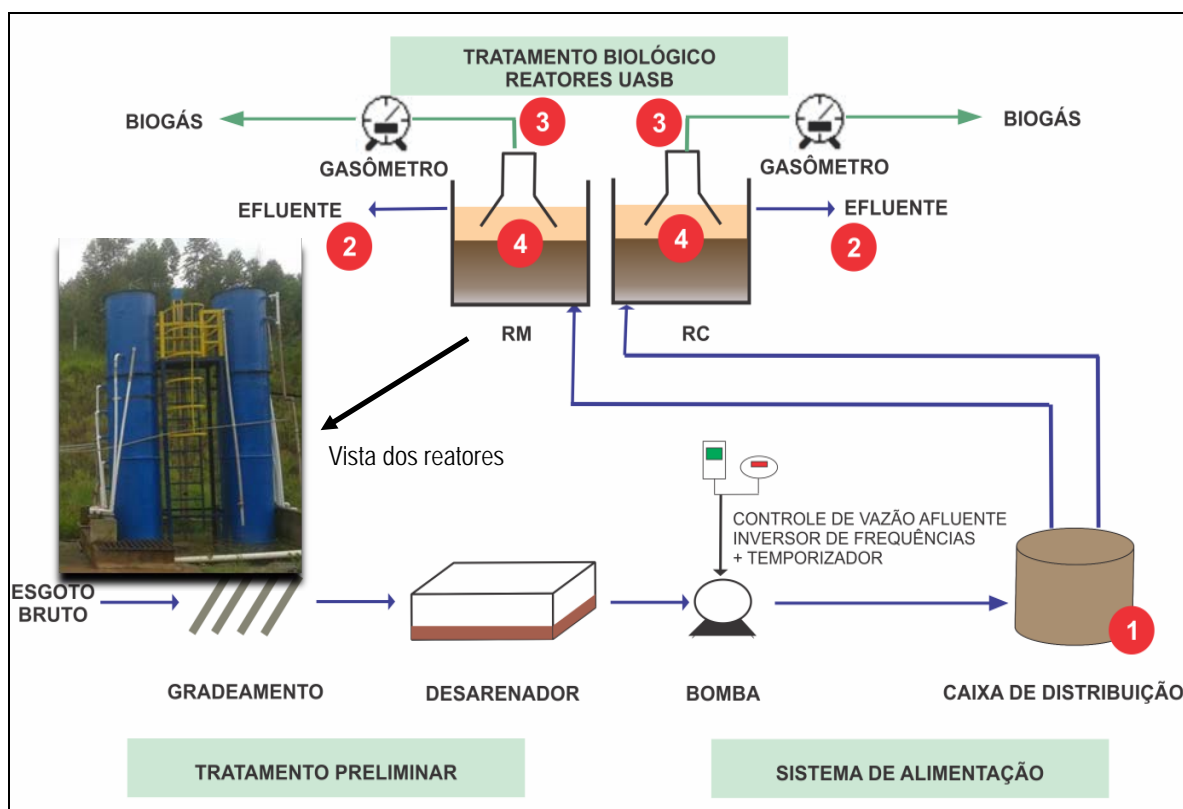 TRATAMENTO BIOLÓGICO
REATORES UASB
BIOGÁS
GASÔMETRO
3
3
GASÔMETRO
BIOGÁS
EFLUENTE
2
4
4
EFLUENTE
2
RM
RC
Vista dos reatores
CONTROLE DE VAZÃO AFLUENTE
INVERSOR DE FREQUÊNCIAS
+ TEMPORIZADOR
ESGOTO
BRUTO
1
GRADEAMENTO
DESARENADOR
BOMBA
CAIXA DE DISTRIBUIÇÃO
TRATAMENTO PRELIMINAR
SISTEMA DE ALIMENTAÇÃO